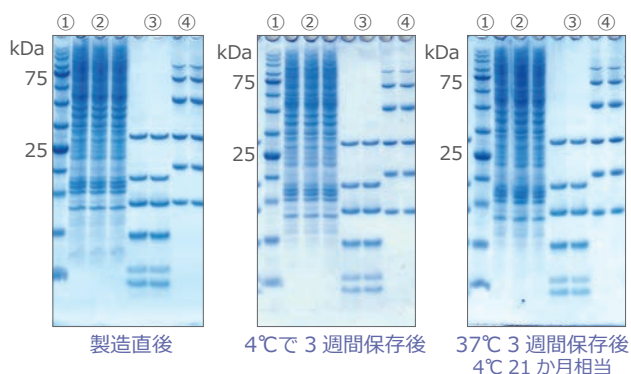 ① ② ③ ④ ① ② ③ ④ ① ② ③ ④
kDa kDa kDa
75 75 75
25 25 25
製造直後 4℃で 3 週間保存後 37℃ 3 週間保存
4℃ 21 か月相当